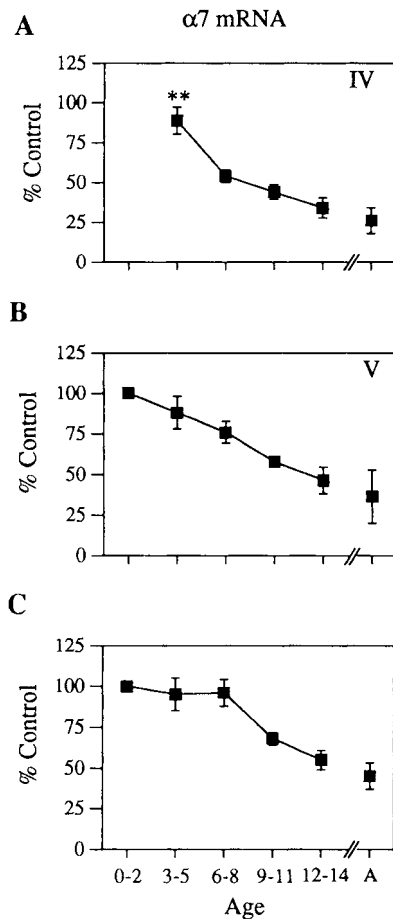 α7 mRNA
A
125
100
75
50
25
0
% Control
**
IV
B
125
100
75
50
25
0
% Control
V
C
125
100
75
50
25
0
% Control
0-2 3-5 6-8 9-11 12-14 A
Age